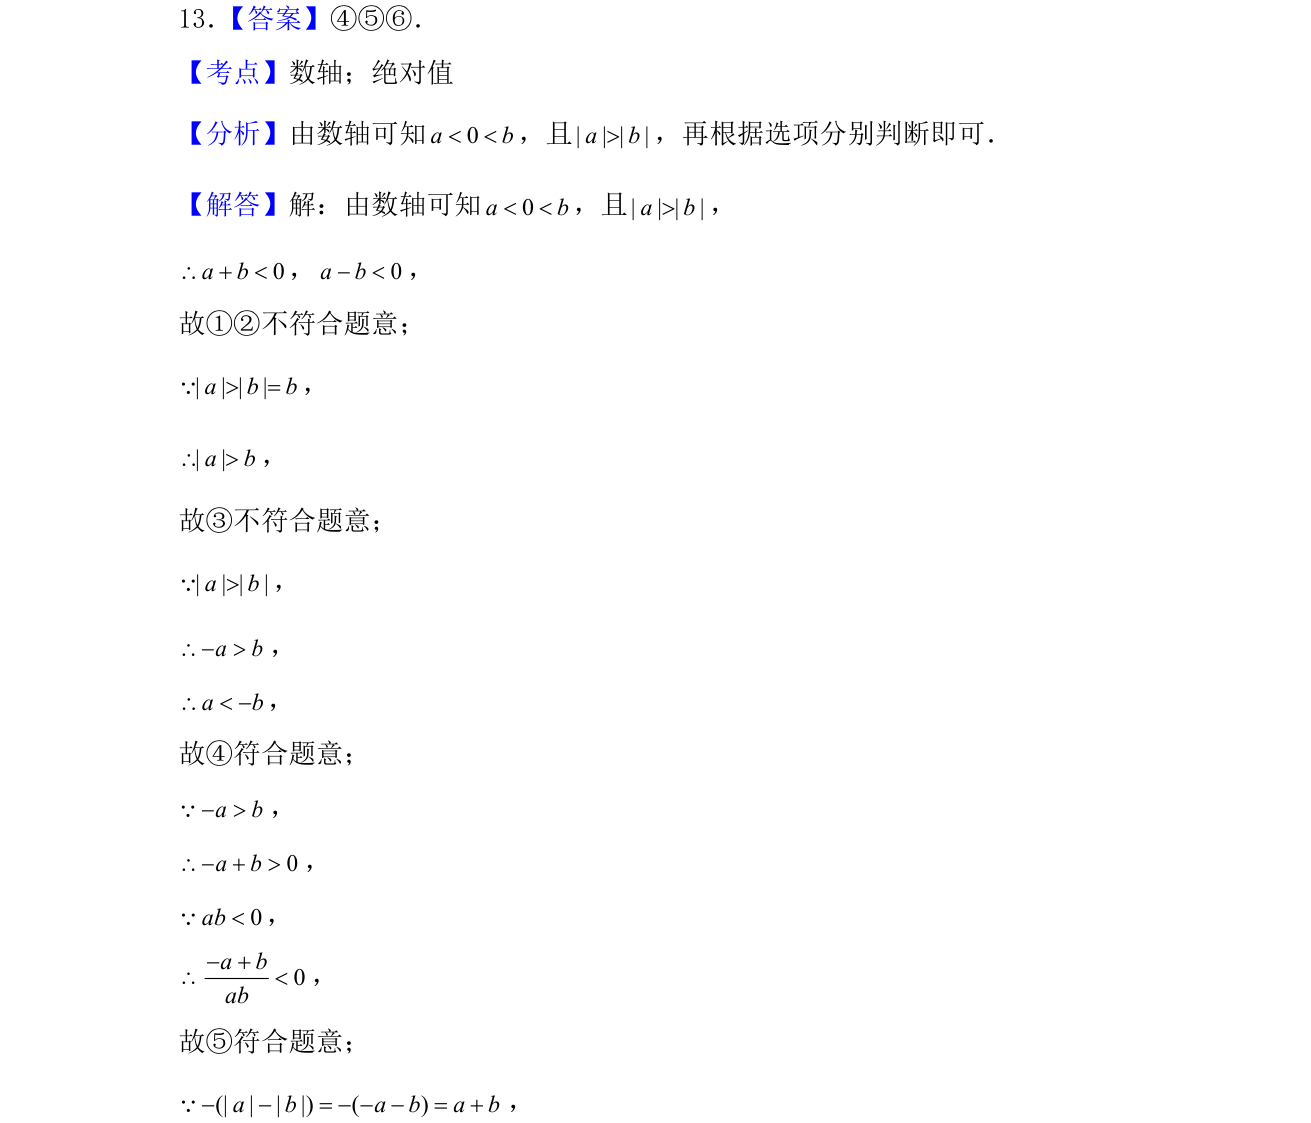 13.【答案】④⑤⑥．
【考点】数轴；绝对值
【分析】由数轴可知 a<0<b，且|a|>|b|，再根据选项分别判断即可．
【解答】解：由数轴可知 a<0<b，且|a|>|b|，
∴a+b<0，a−b<0，
故①②不符合题意；
∵|a|>|b|=b，
∴|a|>b，
故③不符合题意；
∵|a|>|b|，
∴−a>b，
∴a<−b，
故④符合题意；
∵−a>b，
∴−a+b>0，
∵ab<0，
∴(−a+b)/(ab)<0，
故⑤符合题意；
∵−(|a|−|b|)=−(−a−b)=a+b，